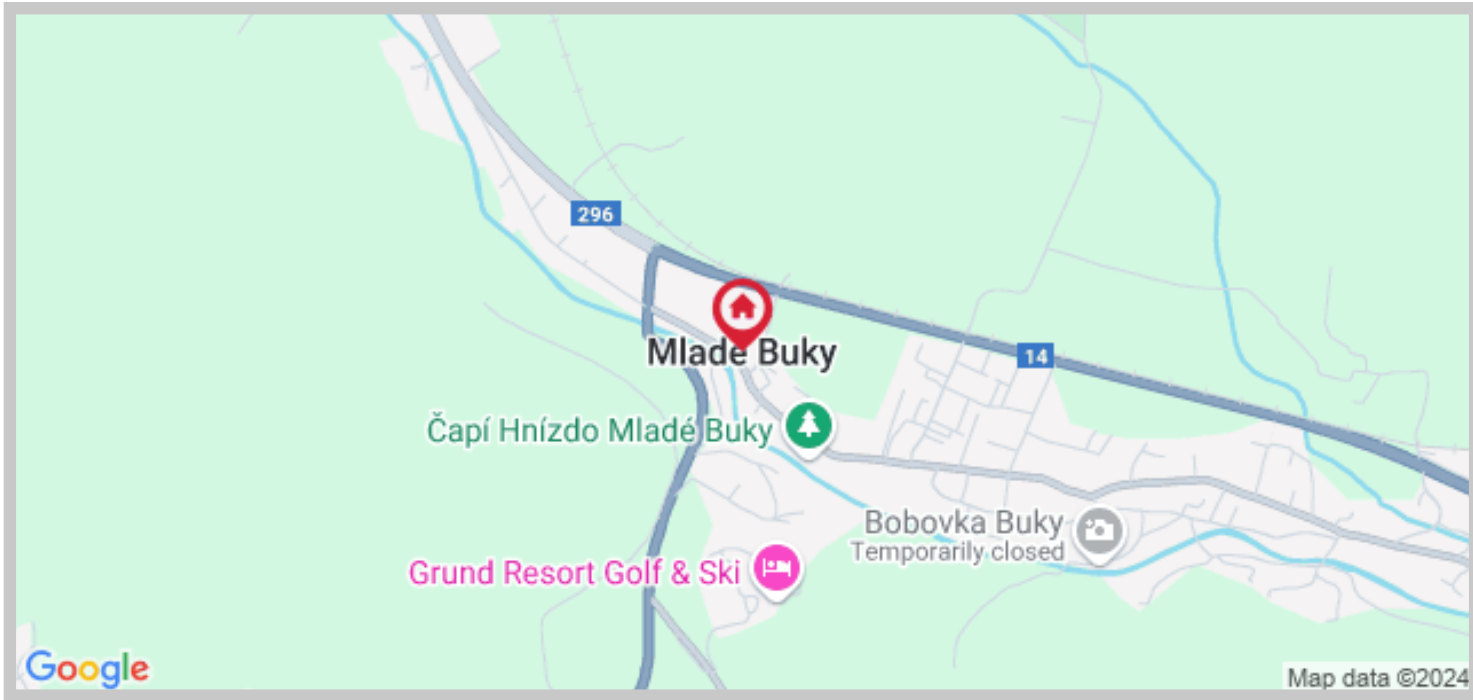 296
Mladé Buky
14
Čapí Hnízdo Mladé Buky
Bobovka Buky
Temporarily closed
Grund Resort Golf & Ski
Google
Map data ©2024